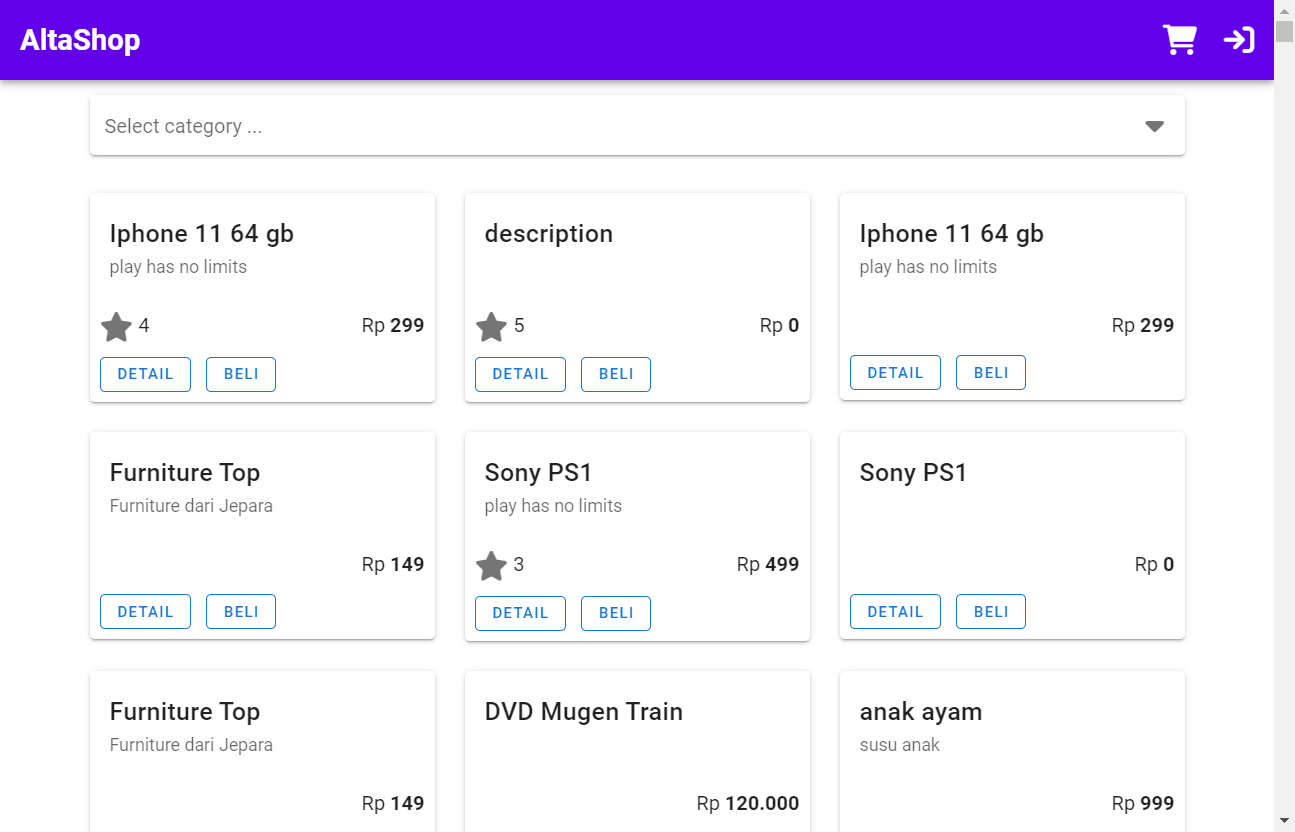 AltaShop
Select category ...
Iphone 11 64 gb
play has no limits
4
Rp 299
DETAIL
BELI
description
5
Rp 0
DETAIL
BELI
Iphone 11 64 gb
play has no limits
Rp 299
DETAIL
BELI
Furniture Top
Furniture dari Jepara
Rp 149
DETAIL
BELI
Sony PS1
play has no limits
3
Rp 499
DETAIL
BELI
Sony PS1
Rp 0
DETAIL
BELI
Furniture Top
Furniture dari Jepara
Rp 149
DVD Mugen Train
Rp 120.000
anak ayam
susu anak
Rp 999